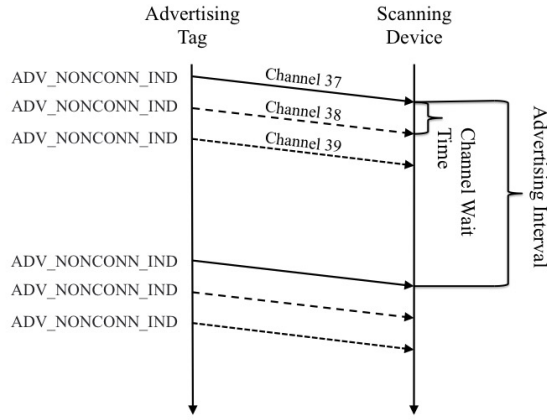 Advertising
Tag
Scanning
Device
ADV_NONCONN_IND
Channel 37
ADV_NONCONN_IND
Channel 38
ADV_NONCONN_IND
Channel 39
Channel Wait
Time
Advertising Interval
ADV_NONCONN_IND
ADV_NONCONN_IND
ADV_NONCONN_IND